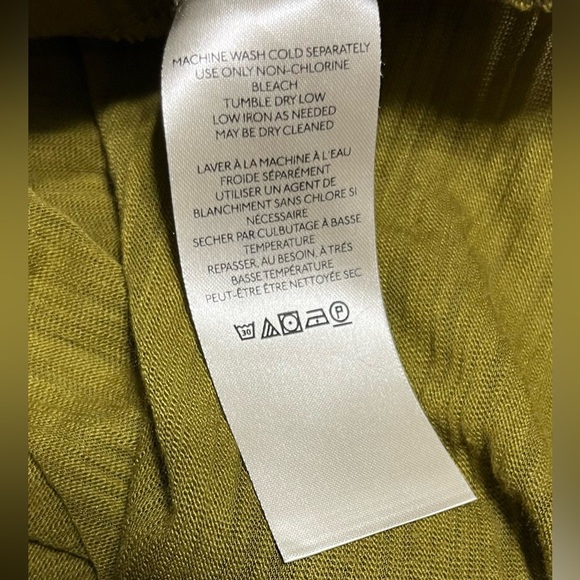 MACHINE WASH COLD SEPARATELY
USE ONLY NON-CHLORINE
BLEACH
TUMBLE DRY LOW
LOW IRON AS NEEDED
MAY BE DRY CLEANED
LAVER À LA MACHINE À L'EAU
FROIDE SÉPARÉMENT
UTILISER UN AGENT DE
BLANCHIMENT SANS CHLORE SI
NÉCESSAIRE
SECHER PAR CULBUTAGE À BASSE
TEMPERATURE
REPASSER, AU BESOIN, À TRÉS
BASSE TEMPÉRATURE
PEUT-ÊTRE ÊTRE NETTOYÉE SEC
30 P